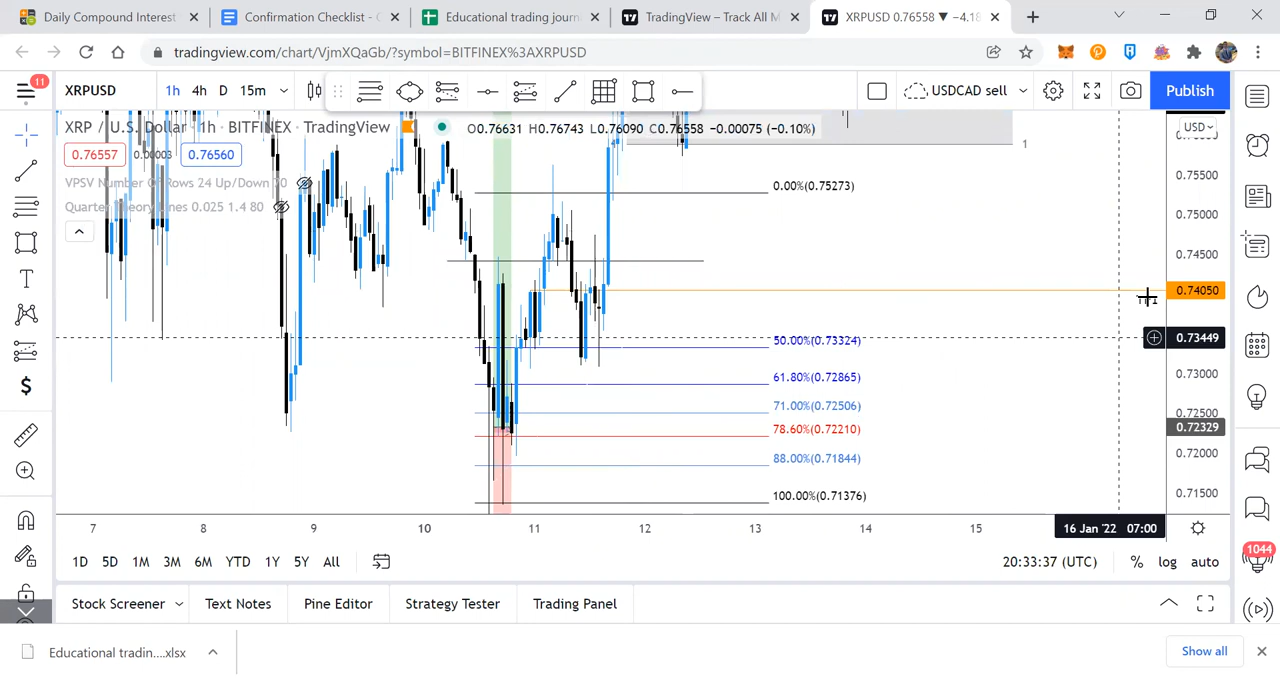 Daily Compound Interest
Confirmation Checklist - G
Educational trading journ
TradingView – Track All M
XRPUSD 0.76558 ▼ −4.18
tradingview.com/chart/VjmXQaGb/?symbol=BITFINEX%3AXRPUSD
11
XRPUSD
1h 4h D 15m
USDCAD sell
Publish
XRP / U.S. Dollar · 1h · BITFINEX · TradingView
O0.76631 H0.76743 L0.76090 C0.76558 −0.00075 (−0.10%)
USD
1
0.76557
0.00003
0.76560
VPSV Number Of Rows 24 Up/Down 70
Quarter Theory Lines 0.025 1.4 80
0.00%(0.75273)
50.00%(0.73324)
61.80%(0.72865)
71.00%(0.72506)
78.60%(0.72210)
88.00%(0.71844)
100.00%(0.71376)
0.75500
0.75000
0.74500
0.74050
0.73449
0.73000
0.72500
0.72329
0.72000
0.71500
7 8 9 10 11 12 13 14 15
16 Jan '22 07:00
1D 5D 1M 3M 6M YTD 1Y 5Y All
20:33:37 (UTC)
% log auto
1044
Stock Screener
Text Notes
Pine Editor
Strategy Tester
Trading Panel
Educational tradin....xlsx
Show all